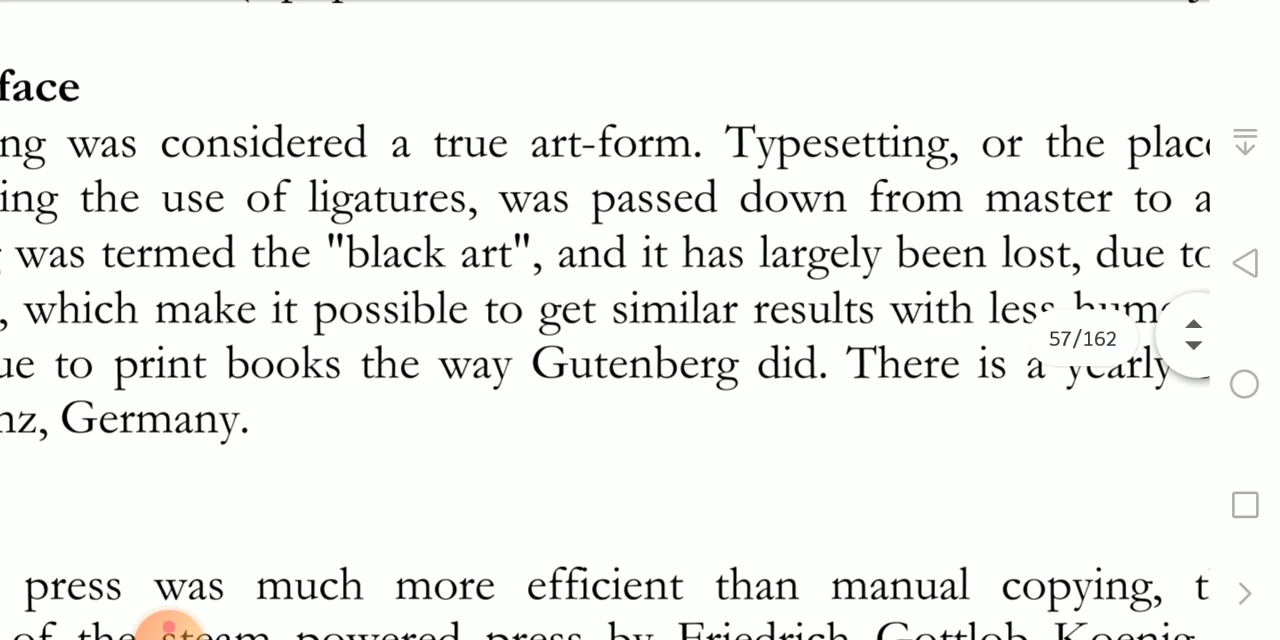 face
ng was considered a true art-form. Typesetting, or the plac
ing the use of ligatures, was passed down from master to a
was termed the "black art", and it has largely been lost, due to
, which make it possible to get similar results with less
57/162
ue to print books the way Gutenberg did. There is a yearly
nz, Germany.
press was much more efficient than manual copying, t
of the steam powered press by Friedrich Gottlob Koenig